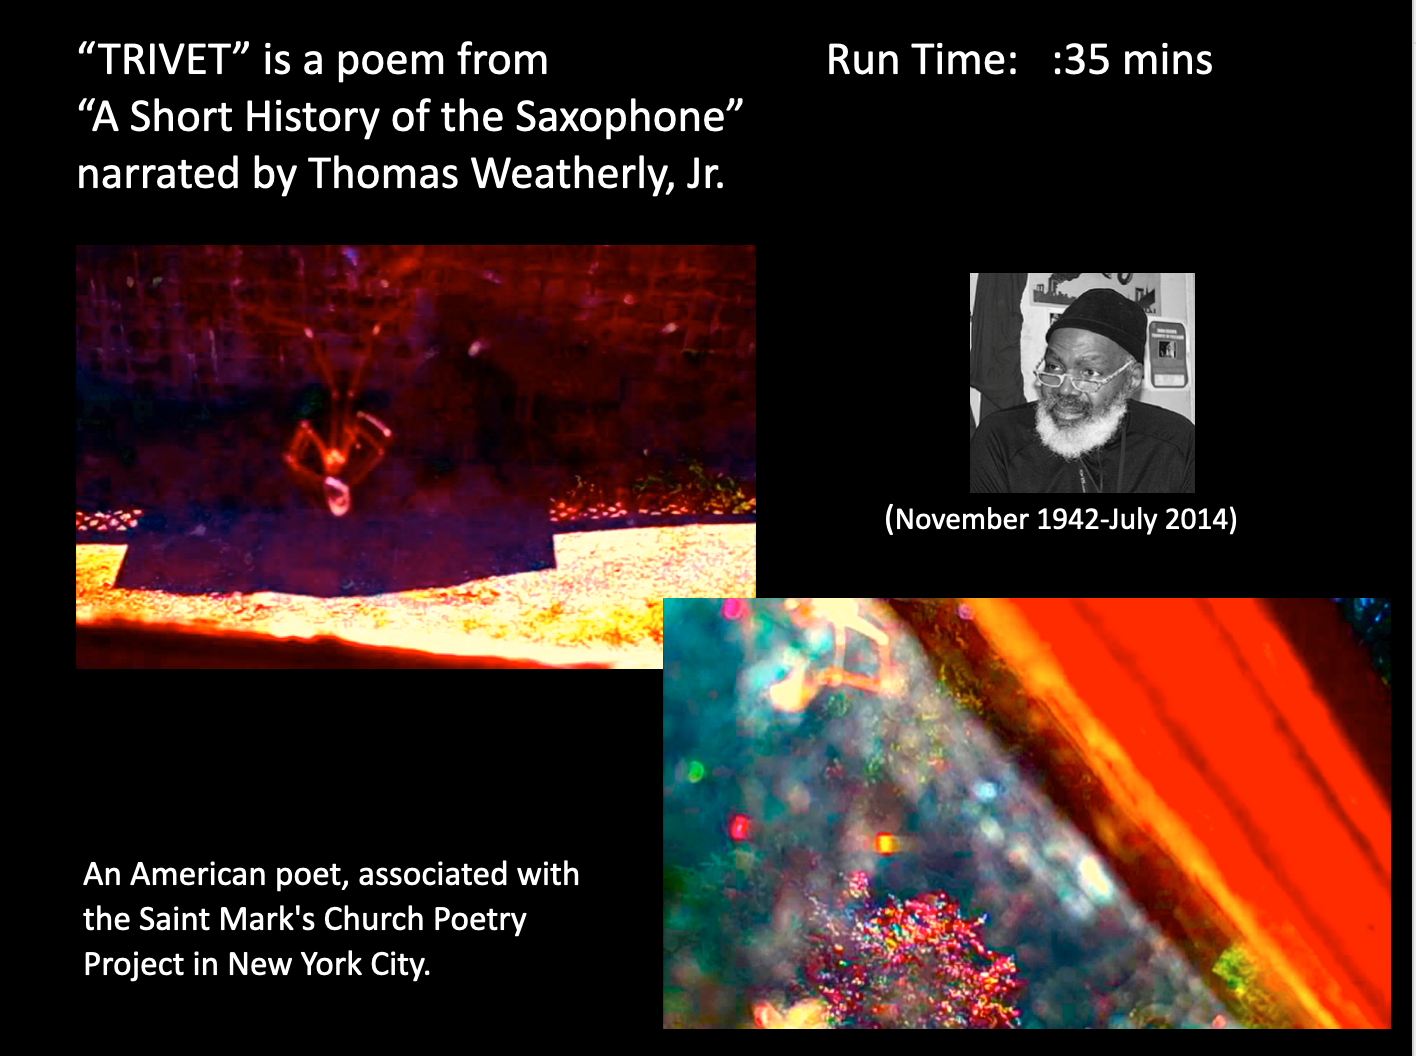 “TRIVET” is a poem from
“A Short History of the Saxophone”
narrated by Thomas Weatherly, Jr.
Run Time:   :35 mins
(November 1942-July 2014)
An American poet, associated with
the Saint Mark's Church Poetry
Project in New York City.